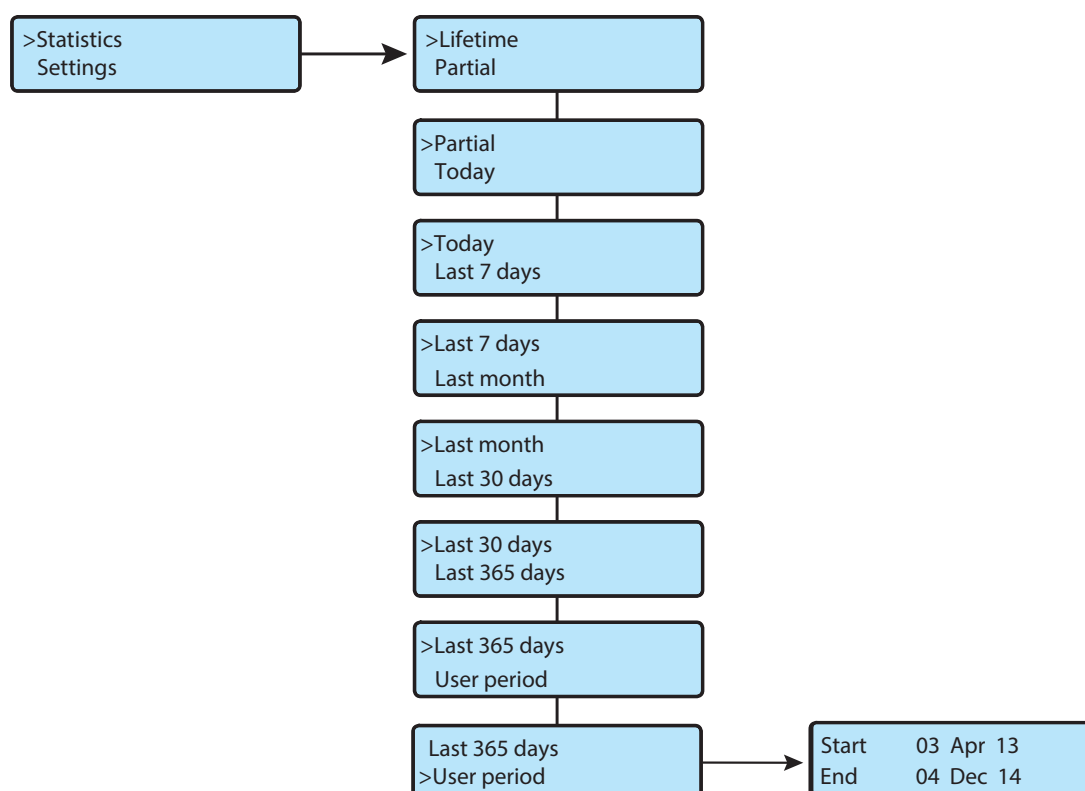 >Statistics
Settings
>Lifetime
Partial
>Partial
Today
>Today
Last 7 days
>Last 7 days
Last month
>Last month
Last 30 days
>Last 30 days
Last 365 days
>Last 365 days
User period
Last 365 days
>User period
Start 03 Apr 13
End 04 Dec 14